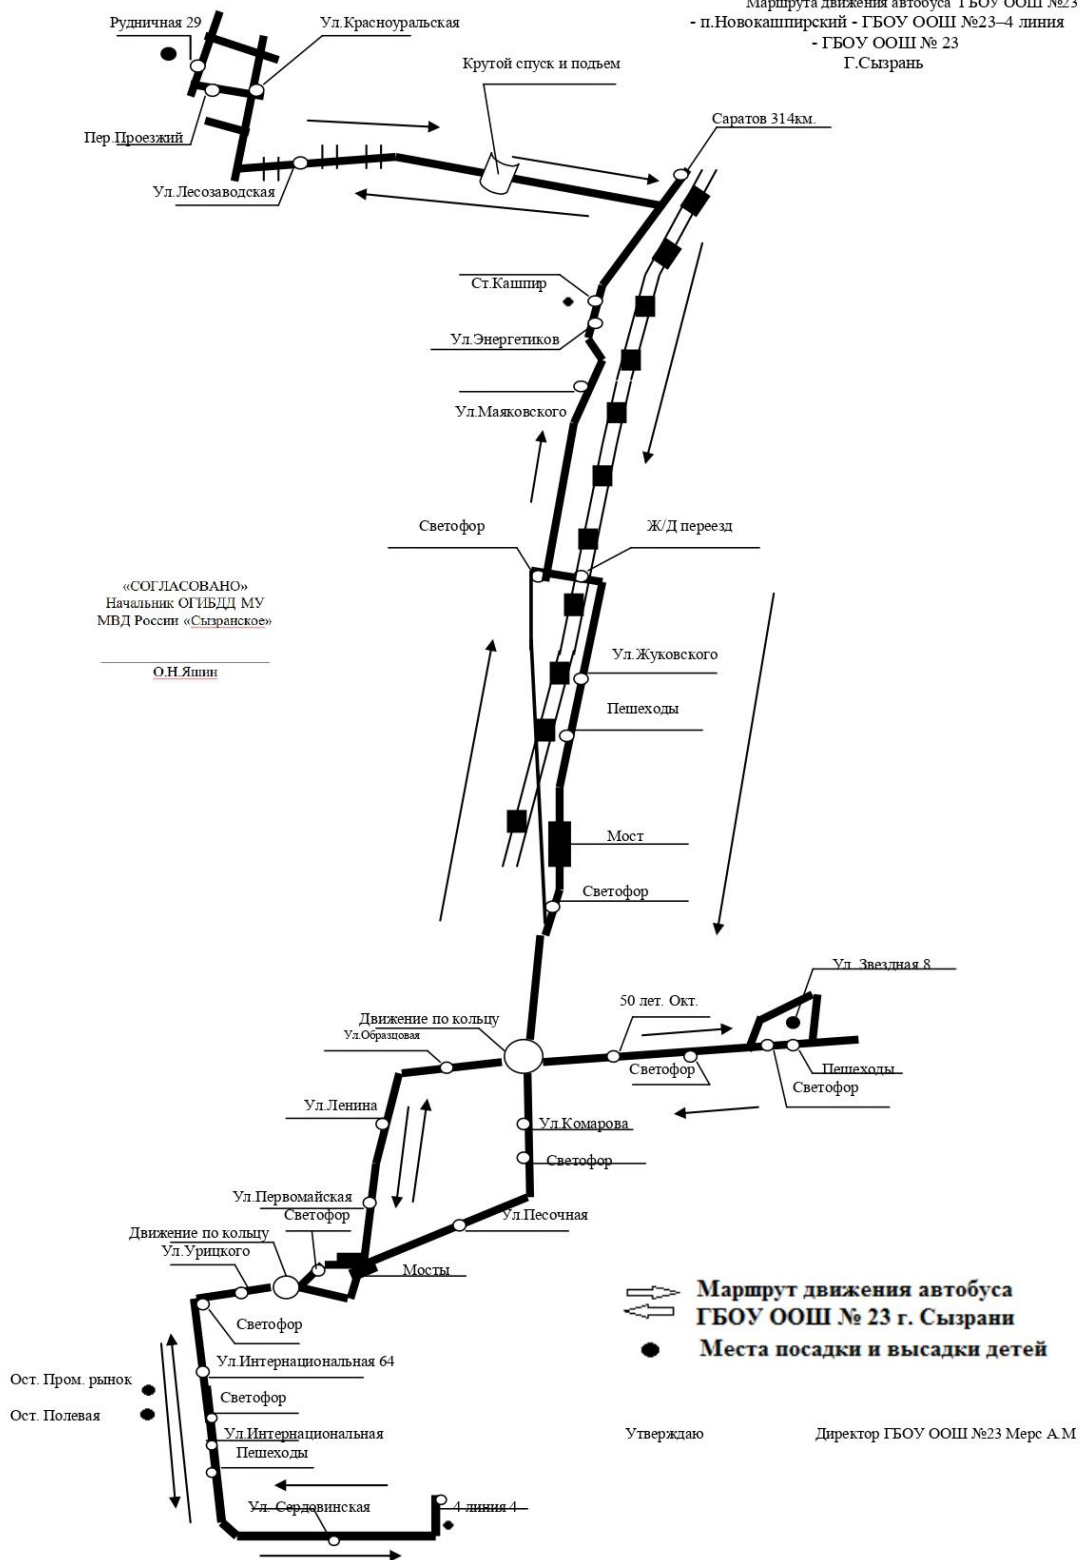 Маршрута движения автобуса ГБОУ ООШ №23
- п.Новокашпирский - ГБОУ ООШ №23–4 линия
- ГБОУ ООШ № 23
Г.Сызрань
Рудничная 29
Ул.Красноуральская
Крутой спуск и подъем
Саратов 314км.
Пер.Проезжий
Ул.Лесозаводская
Ст.Кашпир
Ул.Энергетиков
Ул.Маяковского
Светофор
Ж/Д переезд
«СОГЛАСОВАНО»
Начальник ОГИБДД МУ
МВД России «Сызранское»
О.Н.Яшин
Ул.Жуковского
Пешеходы
Мост
Светофор
Ул. Звездная 8
50 лет. Окт.
Движение по кольцу
Ул.Образцовая
Светофор
Пешеходы
Светофор
Ул.Ленина
Ул.Комарова
Светофор
Ул.Первомайская
Светофор
Ул.Песочная
Движение по кольцу
Ул.Урицкого
Мосты
Маршрут движения автобуса
ГБОУ ООШ № 23 г. Сызрани
Места посадки и высадки детей
Светофор
Ул.Интернациональная 64
Ост. Пром. рынок
Светофор
Ост. Полевая
Ул.Интернациональная
Пешеходы
Утверждаю
Директор ГБОУ ООШ №23 Мерс А.М
Ул. Сердовинская
4 линия 4